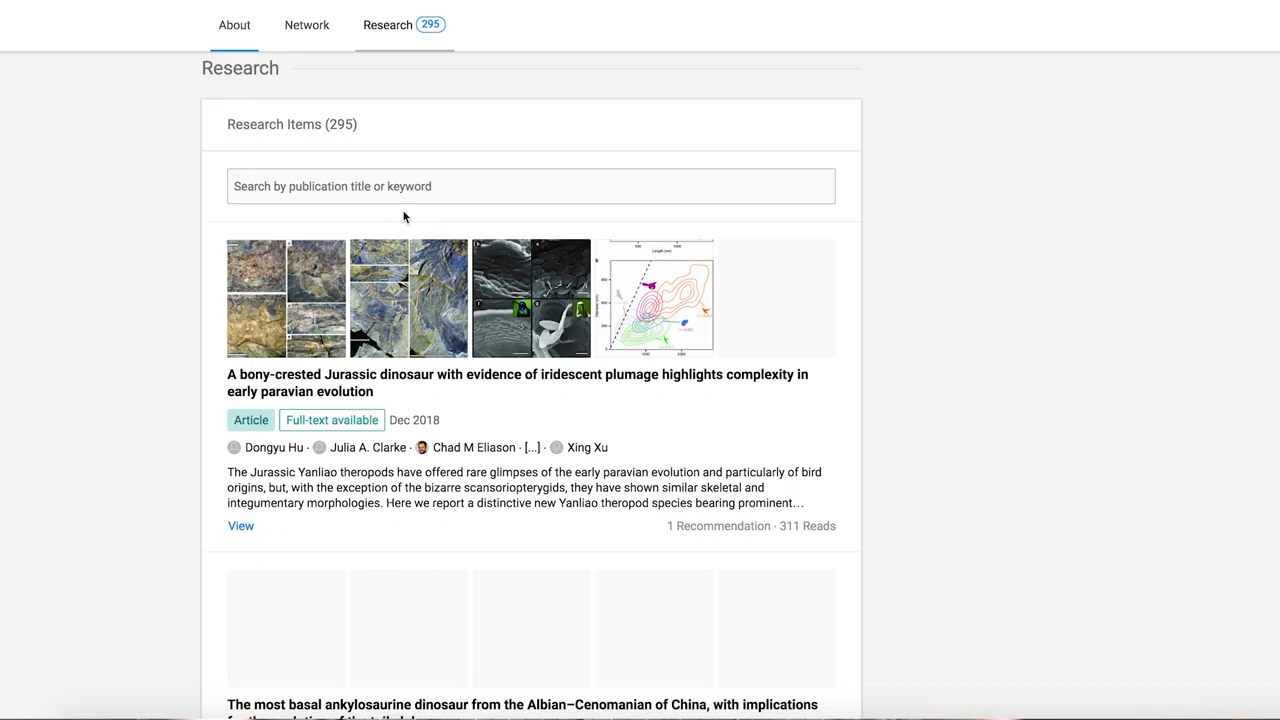 About
Network
Research 295
Research
Research Items (295)
Search by publication title or keyword
A bony-crested Jurassic dinosaur with evidence of iridescent plumage highlights complexity in
early paravian evolution
Article
Full-text available
Dec 2018
Dongyu Hu · Julia A. Clarke · Chad M Eliason · [...] · Xing Xu
The Jurassic Yanliao theropods have offered rare glimpses of the early paravian evolution and particularly of bird
origins, but, with the exception of the bizarre scansoriopterygids, they have shown similar skeletal and
integumentary morphologies. Here we report a distinctive new Yanliao theropod species bearing prominent…
View
1 Recommendation · 311 Reads
The most basal ankylosaurine dinosaur from the Albian–Cenomanian of China, with implications